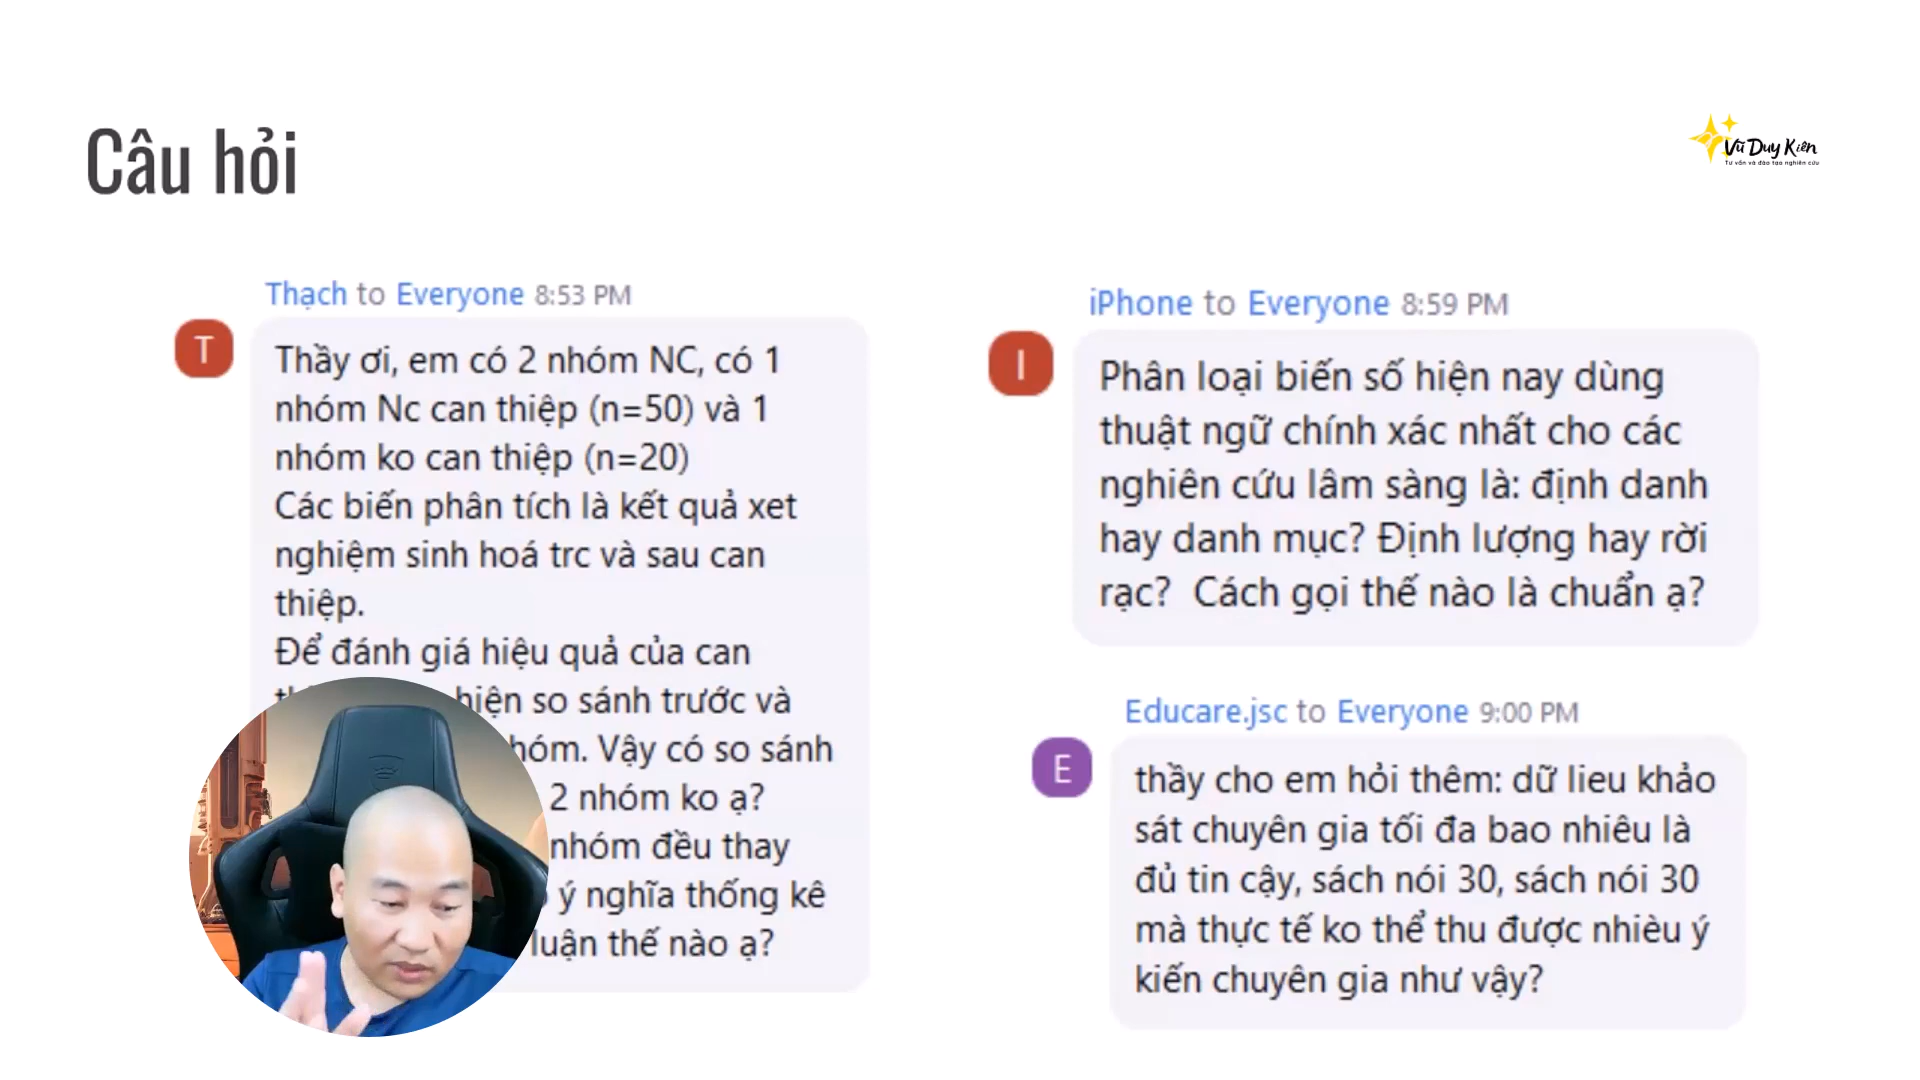 Câu hỏi
Vũ Duy Kiên
Tư vấn và đào tạo nghiên cứu
Thạch to Everyone 8:53 PM
T
Thầy ơi, em có 2 nhóm NC, có 1
nhóm Nc can thiệp (n=50) và 1
nhóm ko can thiệp (n=20)
Các biến phân tích là kết quả xet
nghiệm sinh hoá trc và sau can
thiệp.
Để đánh giá hiệu quả của can
so sánh trước và
Vậy có so sánh
2 nhóm ko ạ?
nhóm đều thay
ý nghĩa thống kê
luận thế nào ạ?
iPhone to Everyone 8:59 PM
I
Phân loại biến số hiện nay dùng
thuật ngữ chính xác nhất cho các
nghiên cứu lâm sàng là: định danh
hay danh mục? Định lượng hay rời
rạc? Cách gọi thế nào là chuẩn ạ?
Educare.jsc to Everyone 9:00 PM
E
thầy cho em hỏi thêm: dữ lieu khảo
sát chuyên gia tối đa bao nhiêu là
đủ tin cậy, sách nói 30, sách nói 30
mà thực tế ko thể thu được nhièu ý
kiến chuyên gia như vậy?